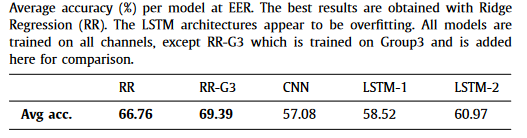 Average accuracy (%) per model at EER. The best results are obtained with Ridge
Regression (RR). The LSTM architectures appear to be overfitting. All models are
trained on all channels, except RR-G3 which is trained on Group3 and is added
here for comparison.
RR RR-G3 CNN LSTM-1 LSTM-2
Avg acc. 66.76 69.39 57.08 58.52 60.97